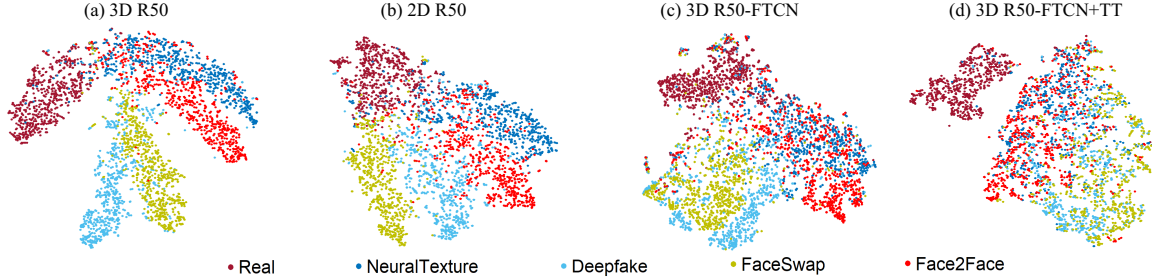 (a) 3D R50 (b) 2D R50 (c) 3D R50-FTCN (d) 3D R50-FTCN+TT
Real NeuralTexture Deepfake FaceSwap Face2Face